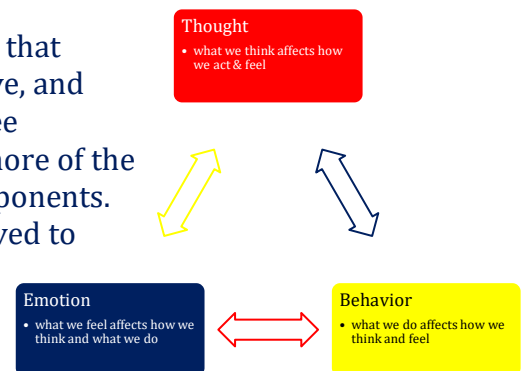 that
ve, and
ee
more of the
ponents.
ved to
Thought
• what we think affects how
we act & feel
Emotion
• what we feel affects how we
think and what we do
Behavior
• what we do affects how we
think and feel